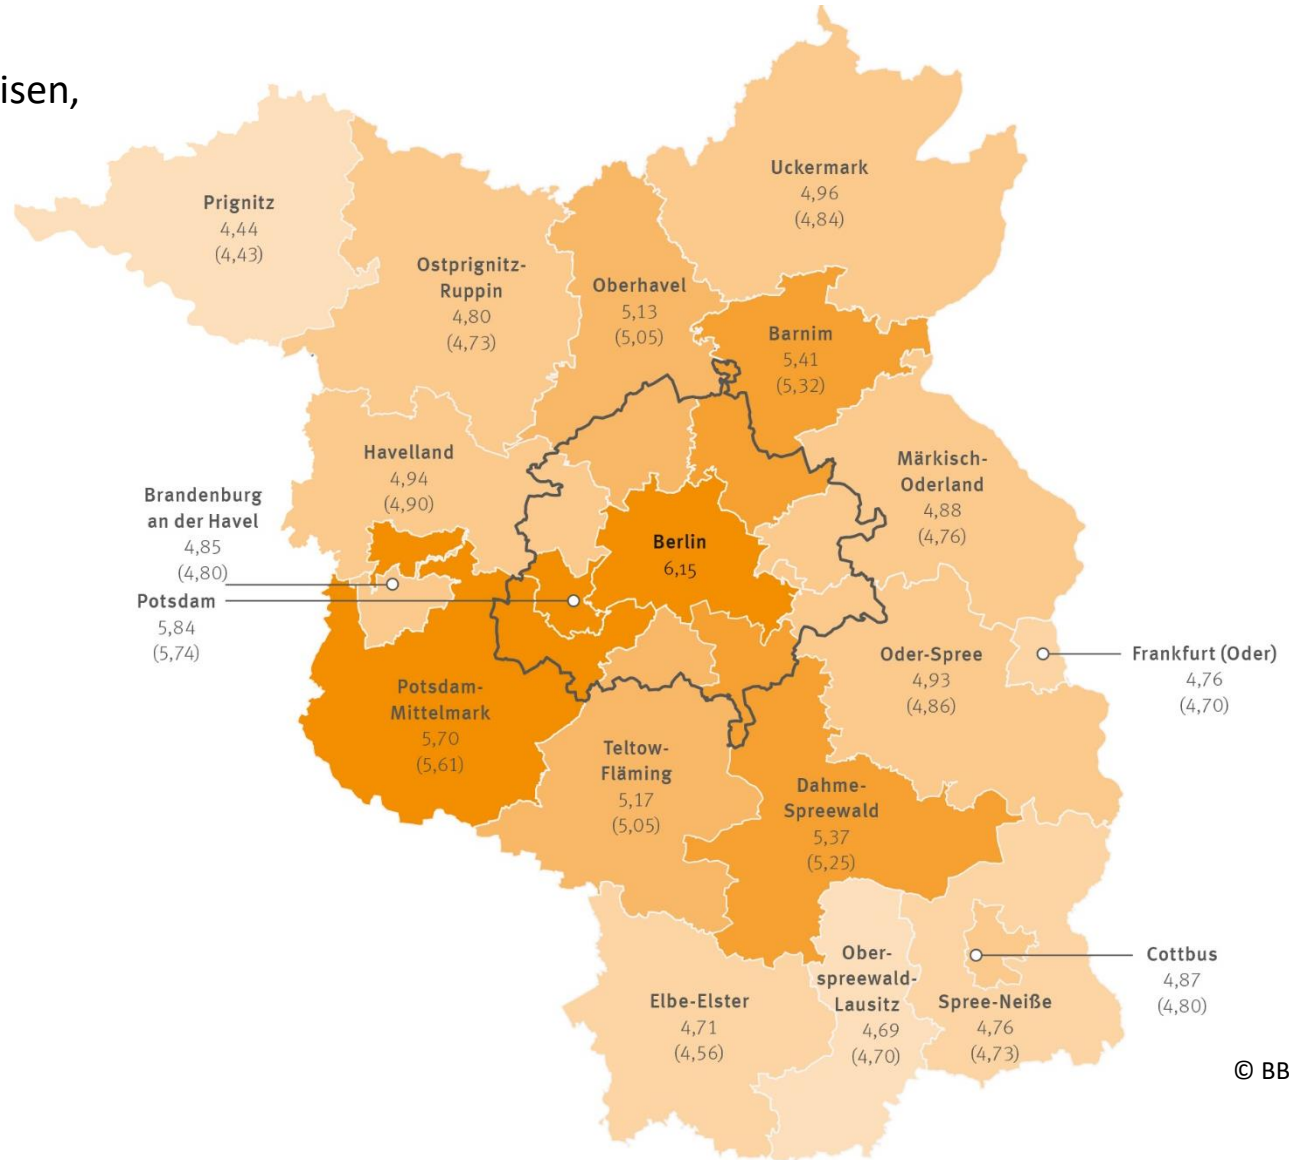 isen,
Uckermark
4,96
(4,84)
Prignitz
4,44
(4,43)
Ostprignitz-
Ruppin
4,80
(4,73)
Oberhavel
5,13
(5,05)
Barnim
5,41
(5,32)
Havelland
4,94
(4,90)
Märkisch-
Oderland
4,88
(4,76)
Brandenburg
an der Havel
4,85
(4,80)
Berlin
6,15
Potsdam
5,84
(5,74)
Oder-Spree
4,93
(4,86)
Frankfurt (Oder)
4,76
(4,70)
Potsdam-
Mittelmark
5,70
(5,61)
Teltow-
Fläming
5,17
(5,05)
Dahme-
Spreewald
5,37
(5,25)
Elbe-Elster
4,71
(4,56)
Ober-
spreewald-
Lausitz
4,69
(4,70)
Spree-Neiße
4,76
(4,73)
Cottbus
4,87
(4,80)
© BB